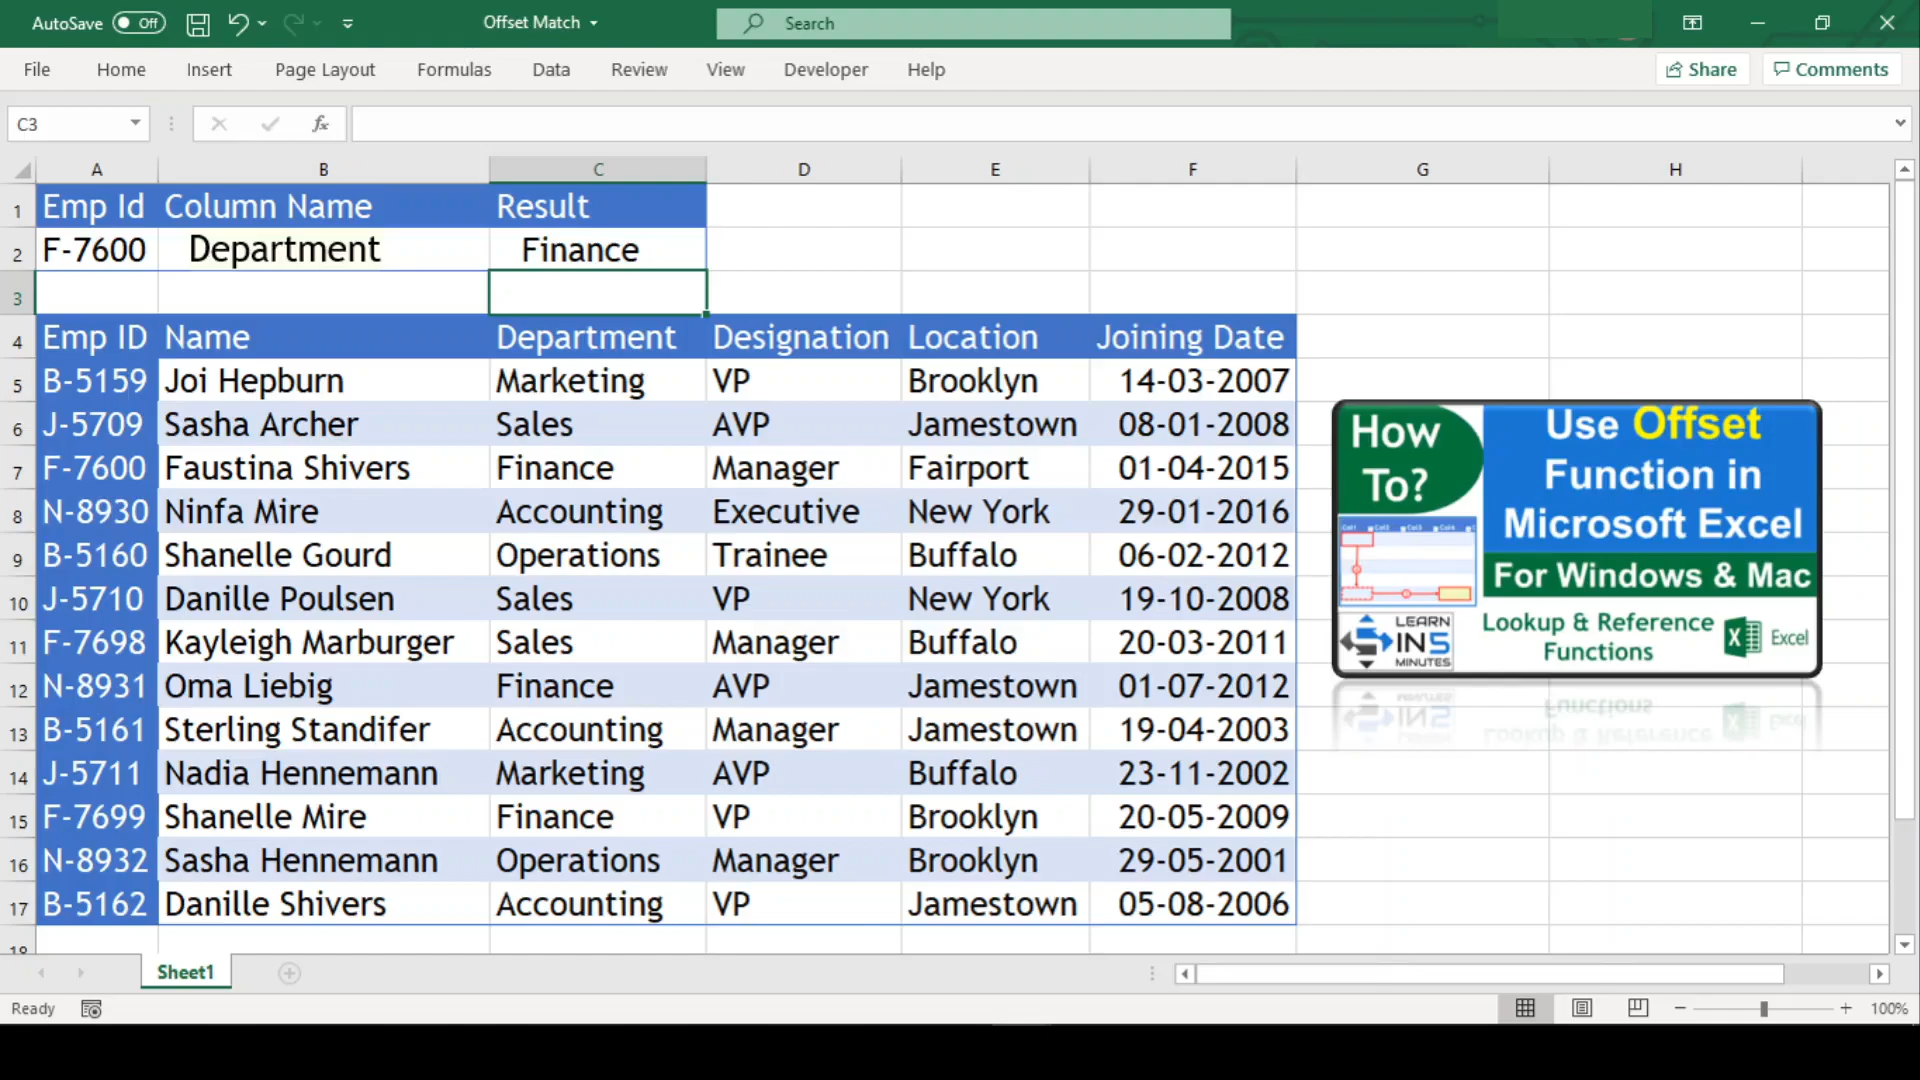 AutoSave Off Offset Match Search
File Home Insert Page Layout Formulas Data Review View Developer Help Share Comments
C3 fx
A B C D E F G H
1 Emp Id Column Name Result
2 F-7600 Department Finance
3
4 Emp ID Name Department Designation Location Joining Date
5 B-5159 Joi Hepburn Marketing VP Brooklyn 14-03-2007
6 J-5709 Sasha Archer Sales AVP Jamestown 08-01-2008
7 F-7600 Faustina Shivers Finance Manager Fairport 01-04-2015
8 N-8930 Ninfa Mire Accounting Executive New York 29-01-2016
9 B-5160 Shanelle Gourd Operations Trainee Buffalo 06-02-2012
10 J-5710 Danille Poulsen Sales VP New York 19-10-2008
11 F-7698 Kayleigh Marburger Sales Manager Buffalo 20-03-2011
12 N-8931 Oma Liebig Finance AVP Jamestown 01-07-2012
13 B-5161 Sterling Standifer Accounting Manager Jamestown 19-04-2003
14 J-5711 Nadia Hennemann Marketing AVP Buffalo 23-11-2002
15 F-7699 Shanelle Mire Finance VP Brooklyn 20-05-2009
16 N-8932 Sasha Hennemann Operations Manager Brooklyn 29-05-2001
17 B-5162 Danille Shivers Accounting VP Jamestown 05-08-2006
18
How
To?
Use Offset
Function in
Microsoft Excel
For Windows & Mac
Col1 Col2 Col3 Col4
LEARN
IN5
MINUTES
Lookup & Reference
Functions
X Excel
Sheet1
Ready 100%